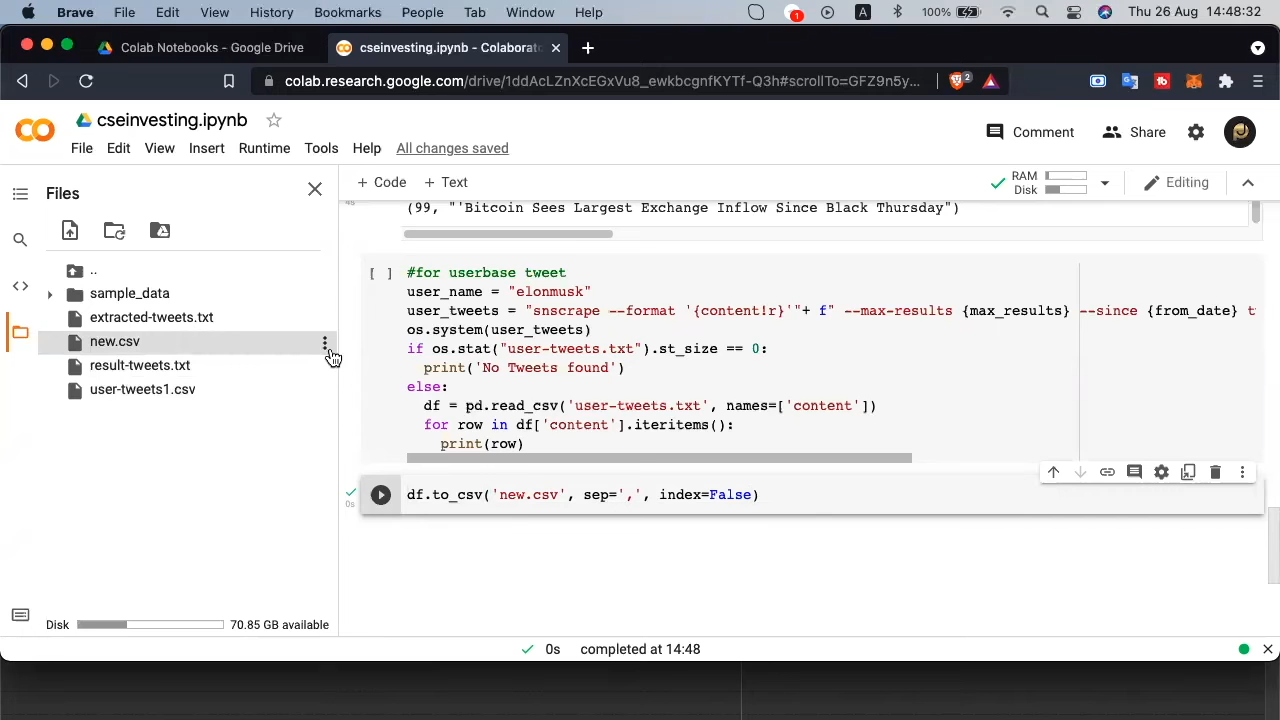 Brave File Edit View History Bookmarks People Tab Window Help 1 A 100% Thu 26 Aug 14:48:32
Colab Notebooks - Google Drive
cseinvesting.ipynb - Colaborato
colab.research.google.com/drive/1ddAcLZnXcEGxVu8_ewkbcgnfKYTf-Q3h#scrollTo=GFZ9n5y... 2
cseinvesting.ipynb
Comment Share
File Edit View Insert Runtime Tools Help All changes saved
Files
+ Code + Text
RAM
Disk
Editing
4s
(99, "'Bitcoin Sees Largest Exchange Inflow Since Black Thursday")
..
sample_data
extracted-tweets.txt
new.csv
result-tweets.txt
user-tweets1.csv
[ ] #for userbase tweet
user_name = "elonmusk"
user_tweets = "snscrape --format '{content!r}'"+ f" --max-results {max_results} --since {from_date} t
os.system(user_tweets)
if os.stat("user-tweets.txt").st_size == 0:
print('No Tweets found')
else:
df = pd.read_csv('user-tweets.txt', names=['content'])
for row in df['content'].iteritems():
print(row)
0s
df.to_csv('new.csv', sep=',', index=False)
Disk 70.85 GB available
0s completed at 14:48